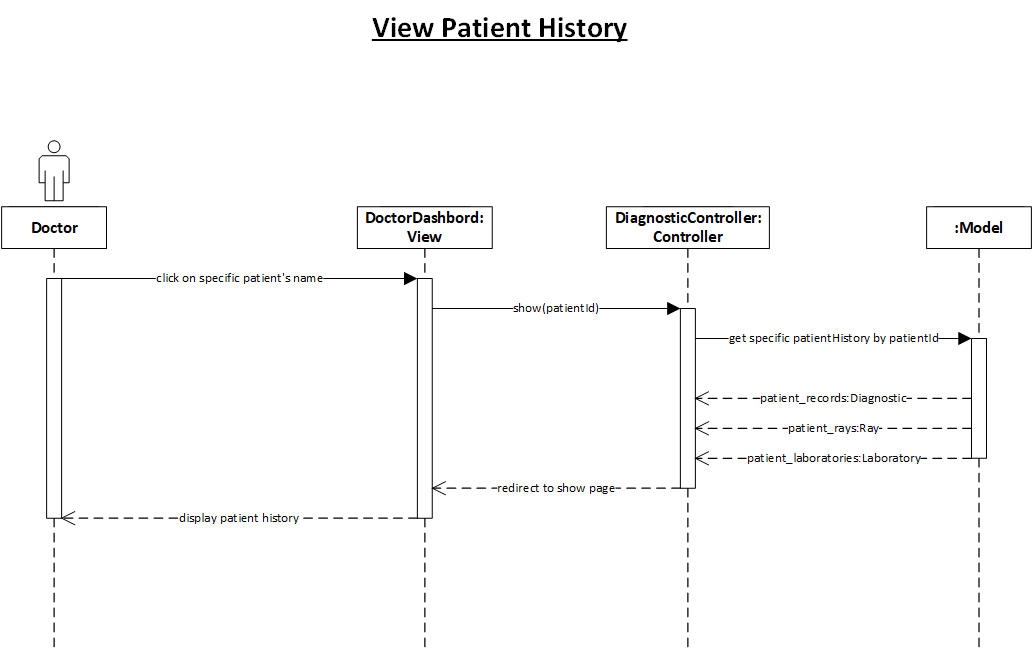 View Patient History
Doctor
DoctorDashbord:
View
DiagnosticController:
Controller
:Model
click on specific patient's name
show(patientId)
get specific patientHistory by patientId
patient_records:Diagnostic
patient_rays:Ray
patient_laboratories:Laboratory
redirect to show page
display patient history